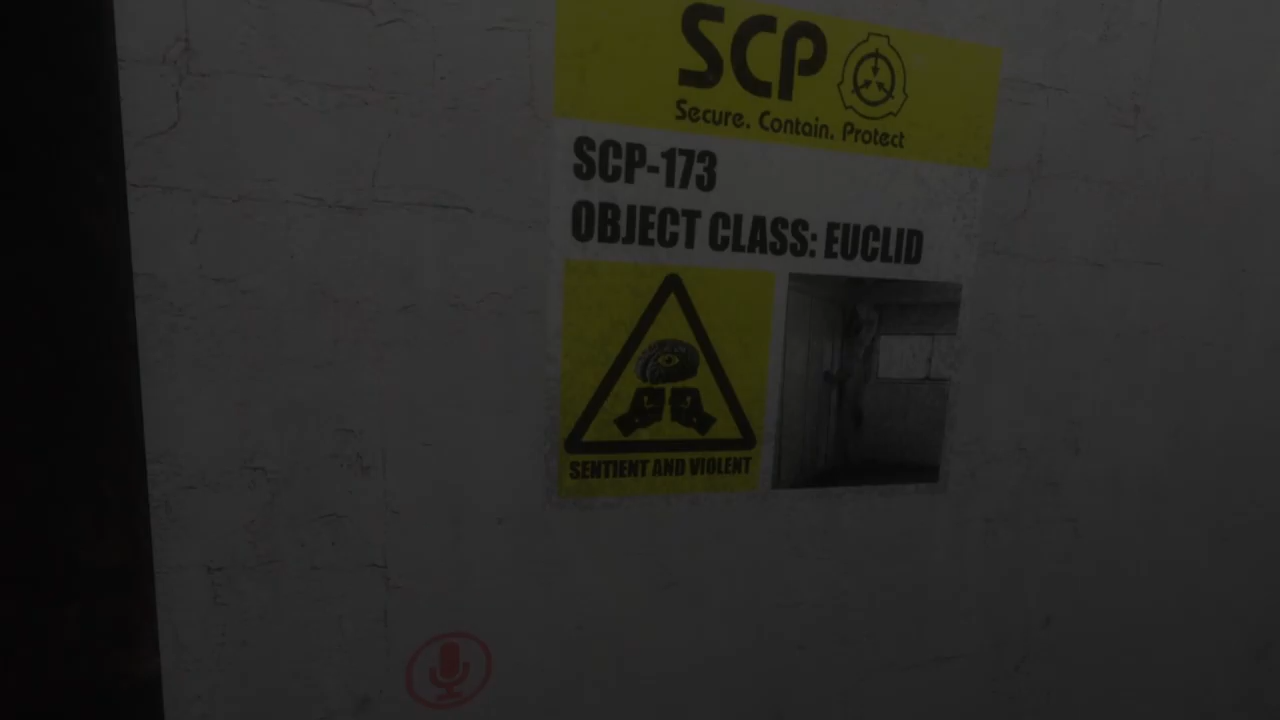 SCP
Secure. Contain. Protect
SCP-173
OBJECT CLASS: EUCLID
SENTIENT AND VIOLENT